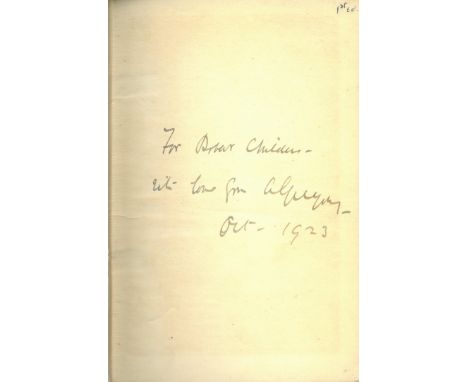 For Robert Childers –
with love from A Gregory –
Oct – 1923